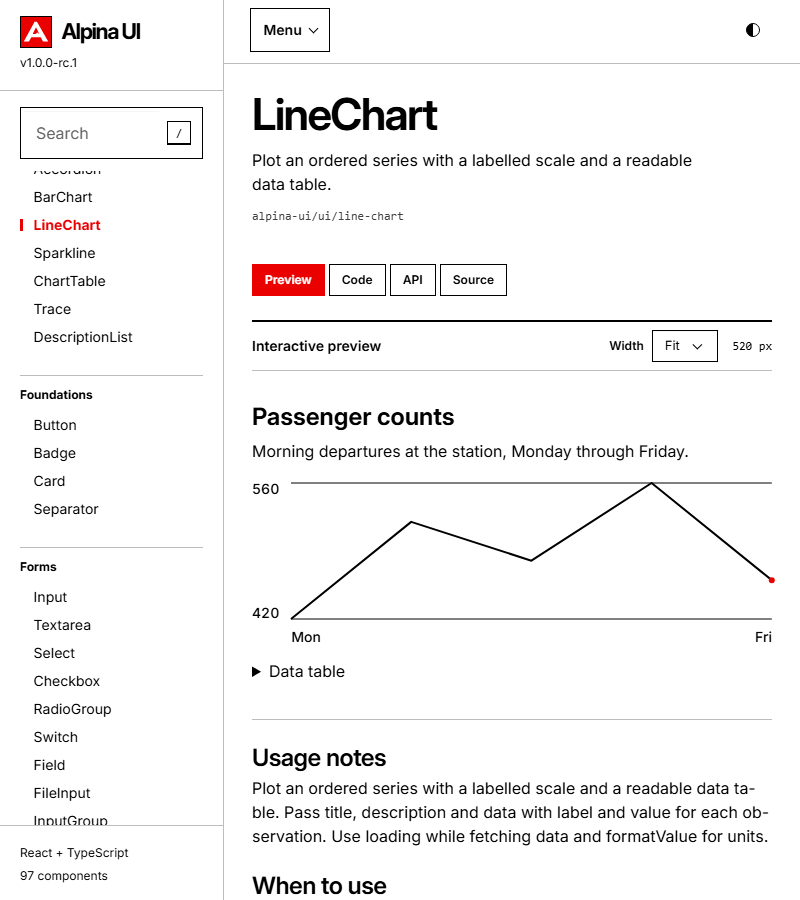 Alpina UI
v1.0.0-rc.1
Search
/
Accordion
BarChart
LineChart
Sparkline
ChartTable
Trace
DescriptionList
Foundations
Button
Badge
Card
Separator
Forms
Input
Textarea
Select
Checkbox
RadioGroup
Switch
Field
FileInput
InputGroup
React + TypeScript
97 components
Menu
LineChart
Plot an ordered series with a labelled scale and a readable
data table.
alpina-ui/ui/line-chart
Preview Code API Source
Interactive preview Width Fit 520 px
Passenger counts
Morning departures at the station, Monday through Friday.
560
420
Mon Fri
Data table
Usage notes
Plot an ordered series with a labelled scale and a readable data ta-
ble. Pass title, description and data with label and value for each ob-
servation. Use loading while fetching data and formatValue for units.
When to use